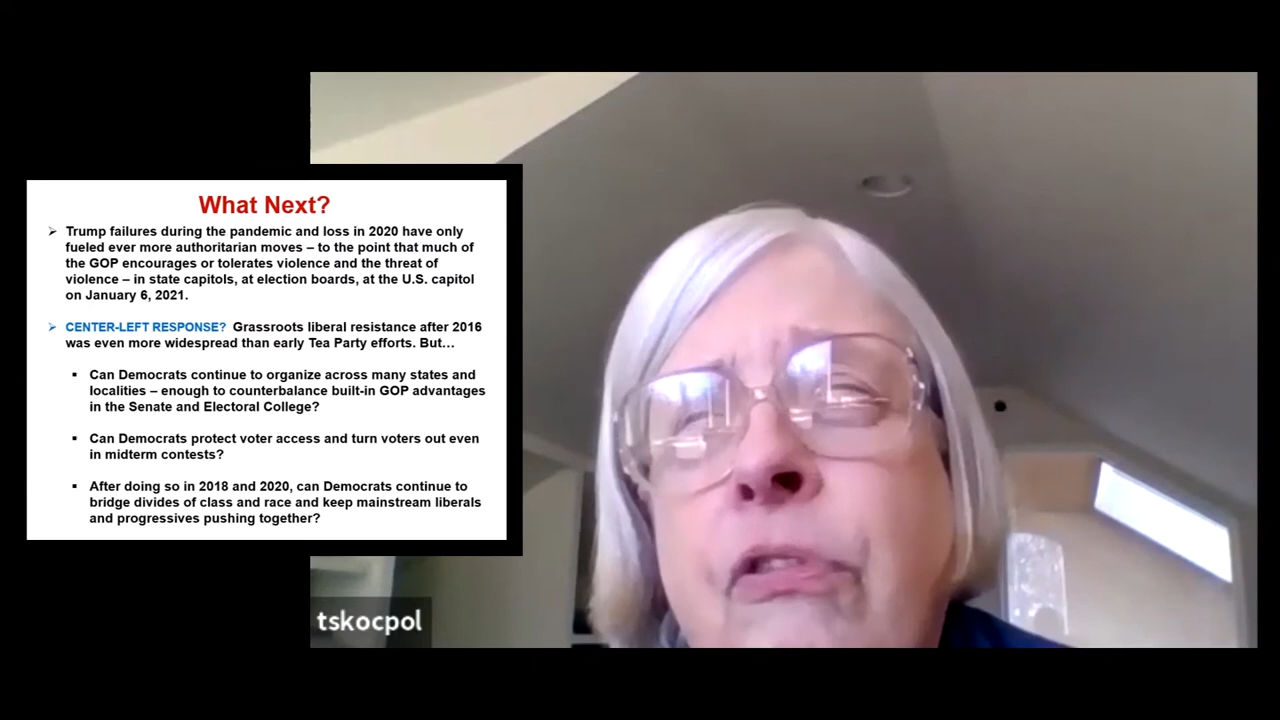 What Next?
Trump failures during the pandemic and loss in 2020 have only
fueled ever more authoritarian moves – to the point that much of
the GOP encourages or tolerates violence and the threat of
violence – in state capitols, at election boards, at the U.S. capitol
on January 6, 2021.
CENTER-LEFT RESPONSE? Grassroots liberal resistance after 2016
was even more widespread than early Tea Party efforts. But…
Can Democrats continue to organize across many states and
localities – enough to counterbalance built-in GOP advantages
in the Senate and Electoral College?
Can Democrats protect voter access and turn voters out even
in midterm contests?
After doing so in 2018 and 2020, can Democrats continue to
bridge divides of class and race and keep mainstream liberals
and progressives pushing together?
tskocpol